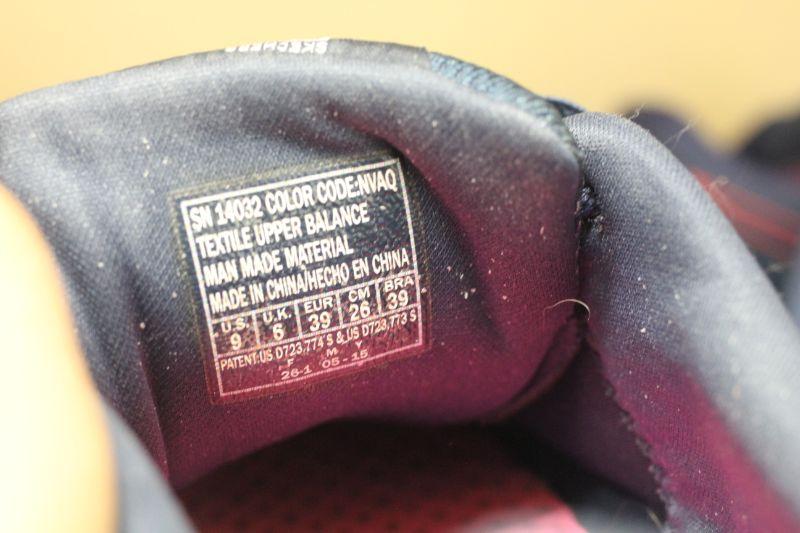 SKECHERS
SN 14032 COLOR CODE:NVAQ
TEXTILE UPPER BALANCE
MAN MADE MATERIAL
MADE IN CHINA/HECHO EN CHINA
U.S. U.K. EUR CM BRA
9 6 39 26 39
PATENT:US D723,774 S & US D723,773 S
F M Y
26-1 05 - 15